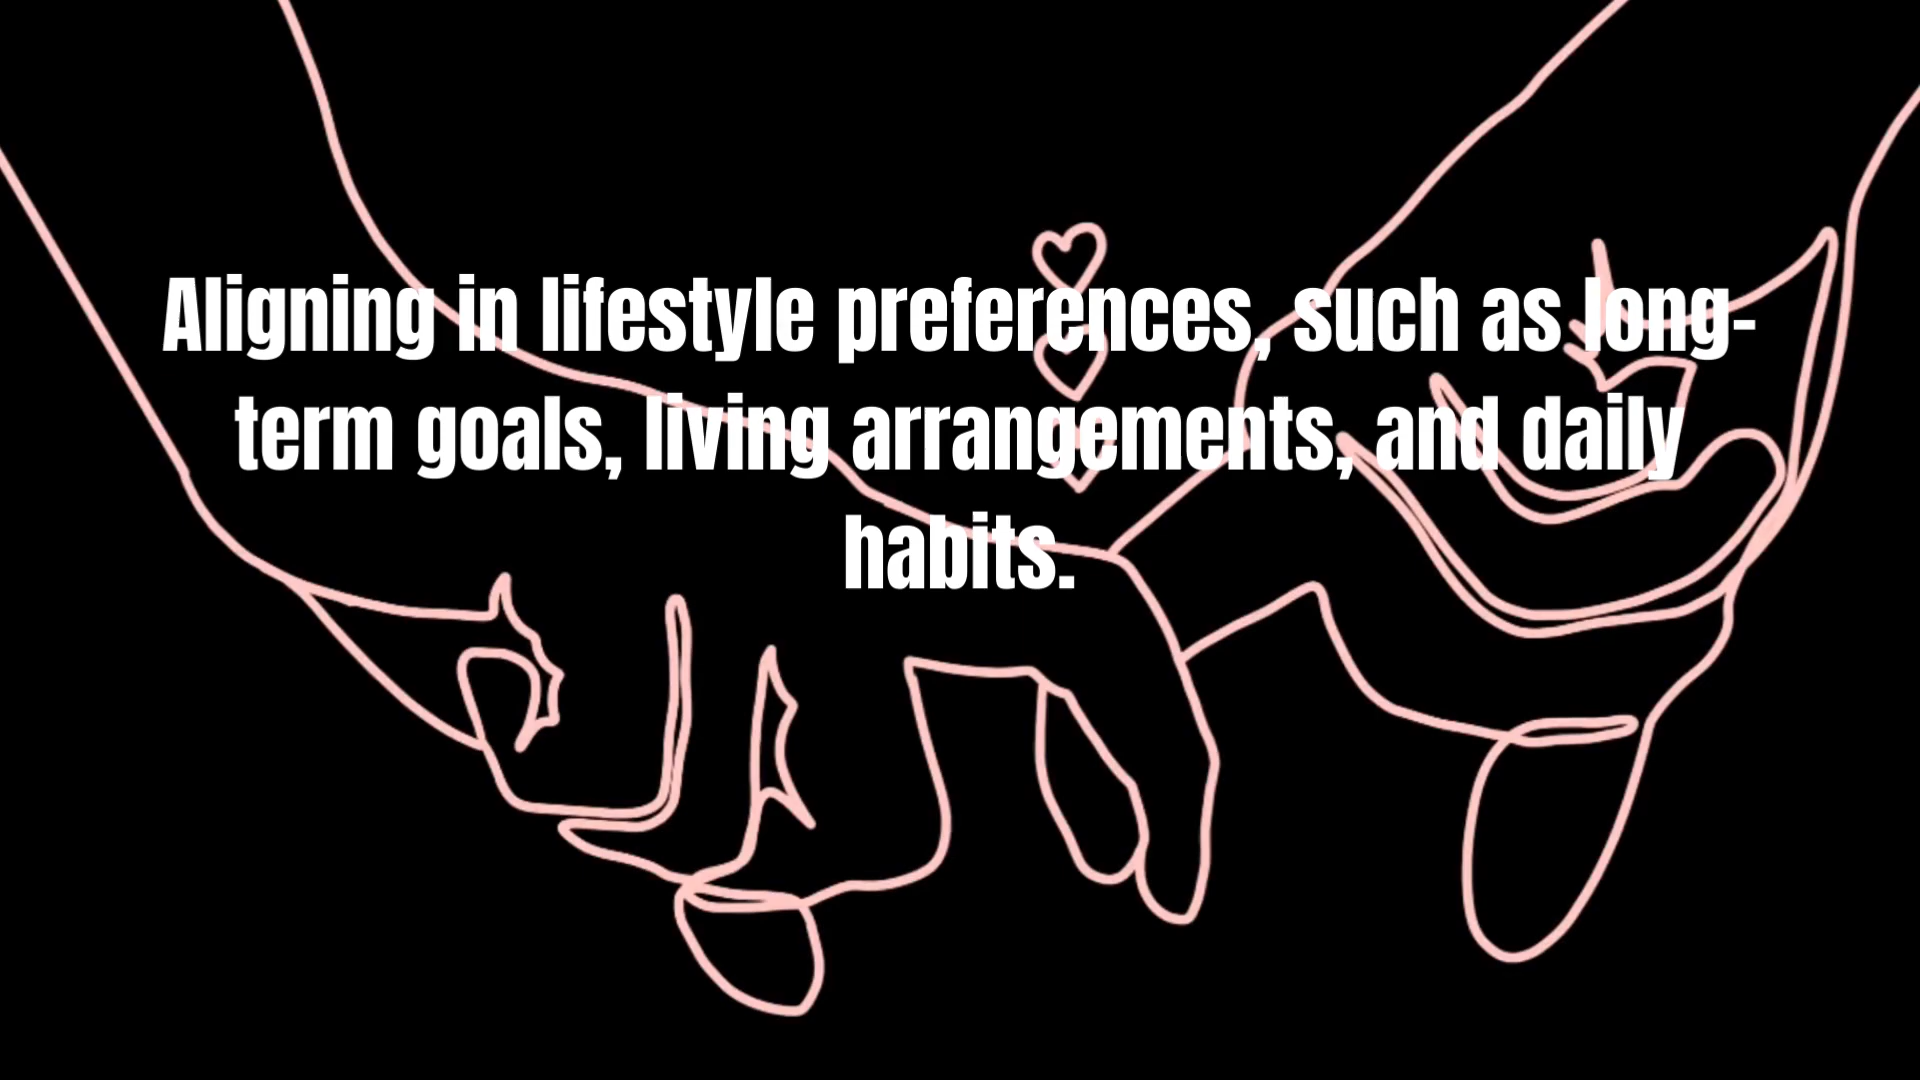 Aligning in lifestyle preferences, such as long-
term goals, living arrangements, and daily
habits.